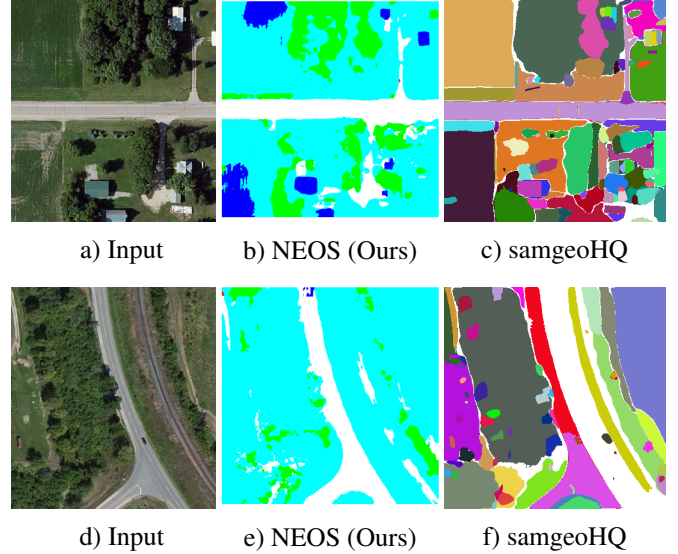 a) Input
b) NEOS (Ours)
c) samgeoHQ
d) Input
e) NEOS (Ours)
f) samgeoHQ